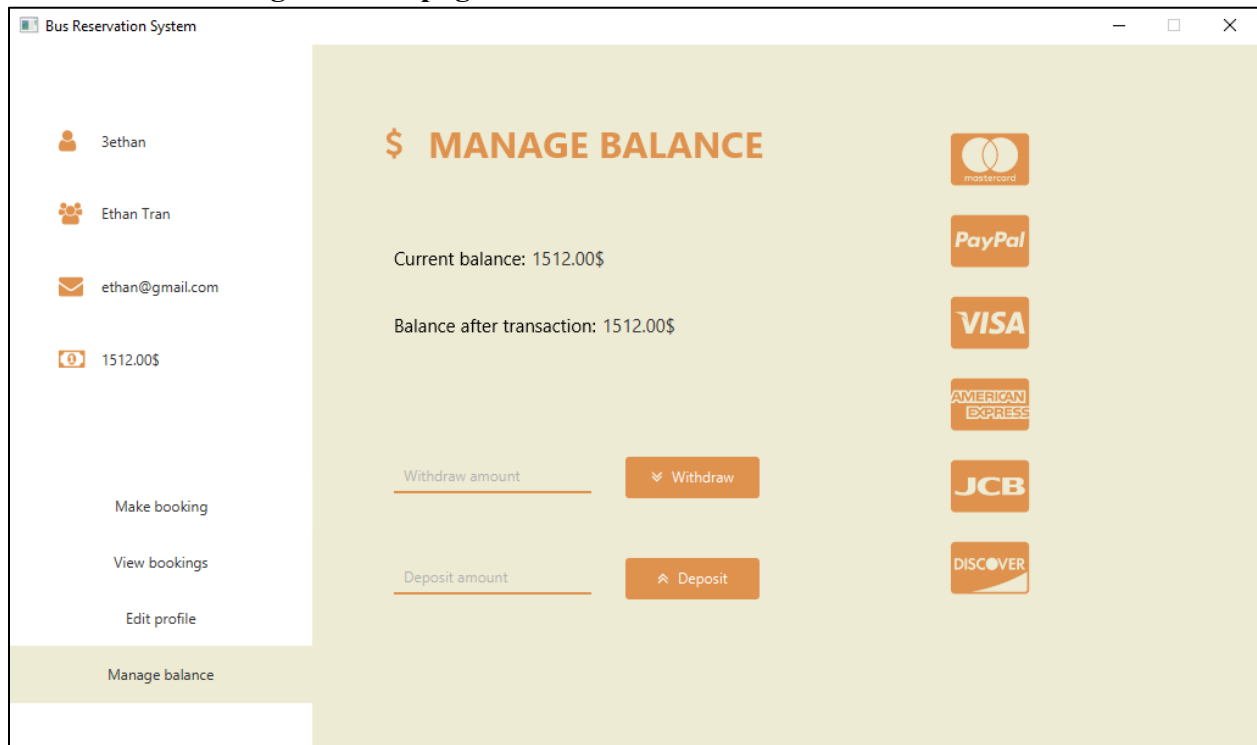 Bus Reservation System
3ethan
Ethan Tran
ethan@gmail.com
1512.00$
Make booking
View bookings
Edit profile
Manage balance
$ MANAGE BALANCE
Current balance: 1512.00$
Balance after transaction: 1512.00$
Withdraw amount
Withdraw
Deposit amount
Deposit
mastercard
PayPal
VISA
AMERICAN
EXPRESS
JCB
DISCOVER